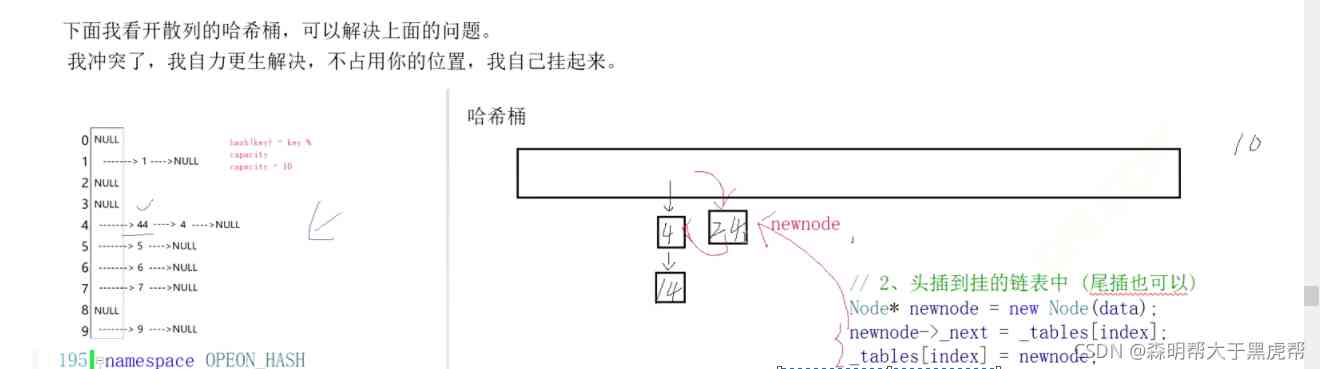 下面我看开散列的哈希桶，可以解决上面的问题。
我冲突了，我自力更生解决，不占用你的位置，我自己挂起来。
哈希桶
0 NULL
1 -------> 1 ---->NULL
2 NULL
3 NULL
4 -------> 44 ----> 4 ---->NULL
5 -------> 5 ---->NULL
6 -------> 6 ---->NULL
7 -------> 7 ---->NULL
8 NULL
9 -------> 9 ---->NULL
hash(key) = key %
capacity
capacity = 10
10
4
24
newnode
14
// 2、头插到挂的链表中 (尾插也可以)
Node* newnode = new Node(data);
newnode->_next = _tables[index];
_tables[index] = newnode;
195 namespace OPEON_HASH
CSDN @森明帮大于黑虎帮